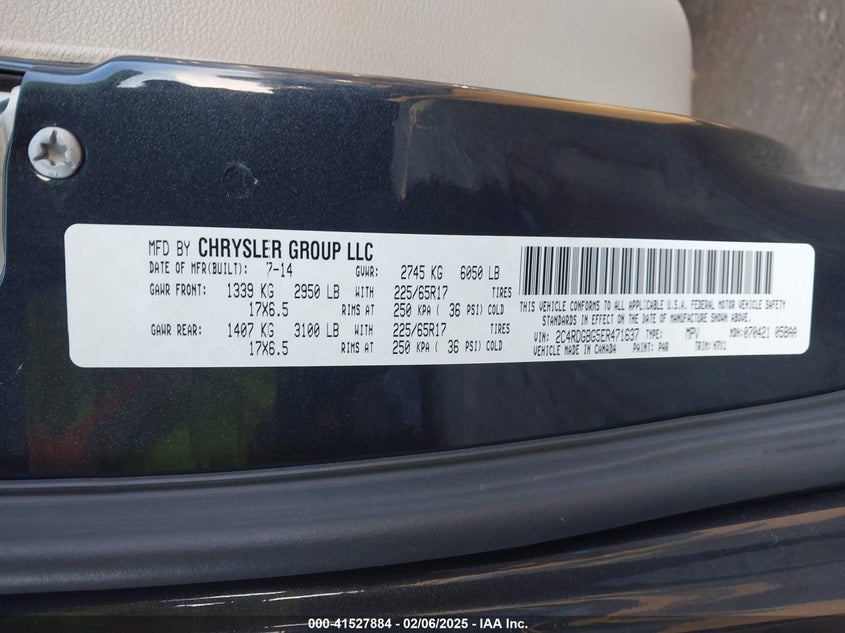 MFD BY CHRYSLER GROUP LLC
DATE OF MFR(BUILT): 7-14 GVWR: 2745 KG 6050 LB
GAWR FRONT: 1339 KG 2950 LB WITH 225/65R17 TIRES
17X6.5 RIMS AT 250 KPA ( 36 PSI) COLD
GAWR REAR: 1407 KG 3100 LB WITH 225/65R17 TIRES
17X6.5 RIMS AT 250 KPA ( 36 PSI) COLD
THIS VEHICLE CONFORMS TO ALL APPLICABLE U.S.A. FEDERAL MOTOR VEHICLE SAFETY
STANDARDS IN EFFECT ON THE DATE OF MANUFACTURE SHOWN ABOVE.
VIN: 2C4RDGBG5ER471637 TYPE: MPV MDH: 070421 05BAA
VEHICLE MADE IN CANADA PAINT: PAR TRIM:
000-41527884 - 02/06/2025 - IAA Inc.